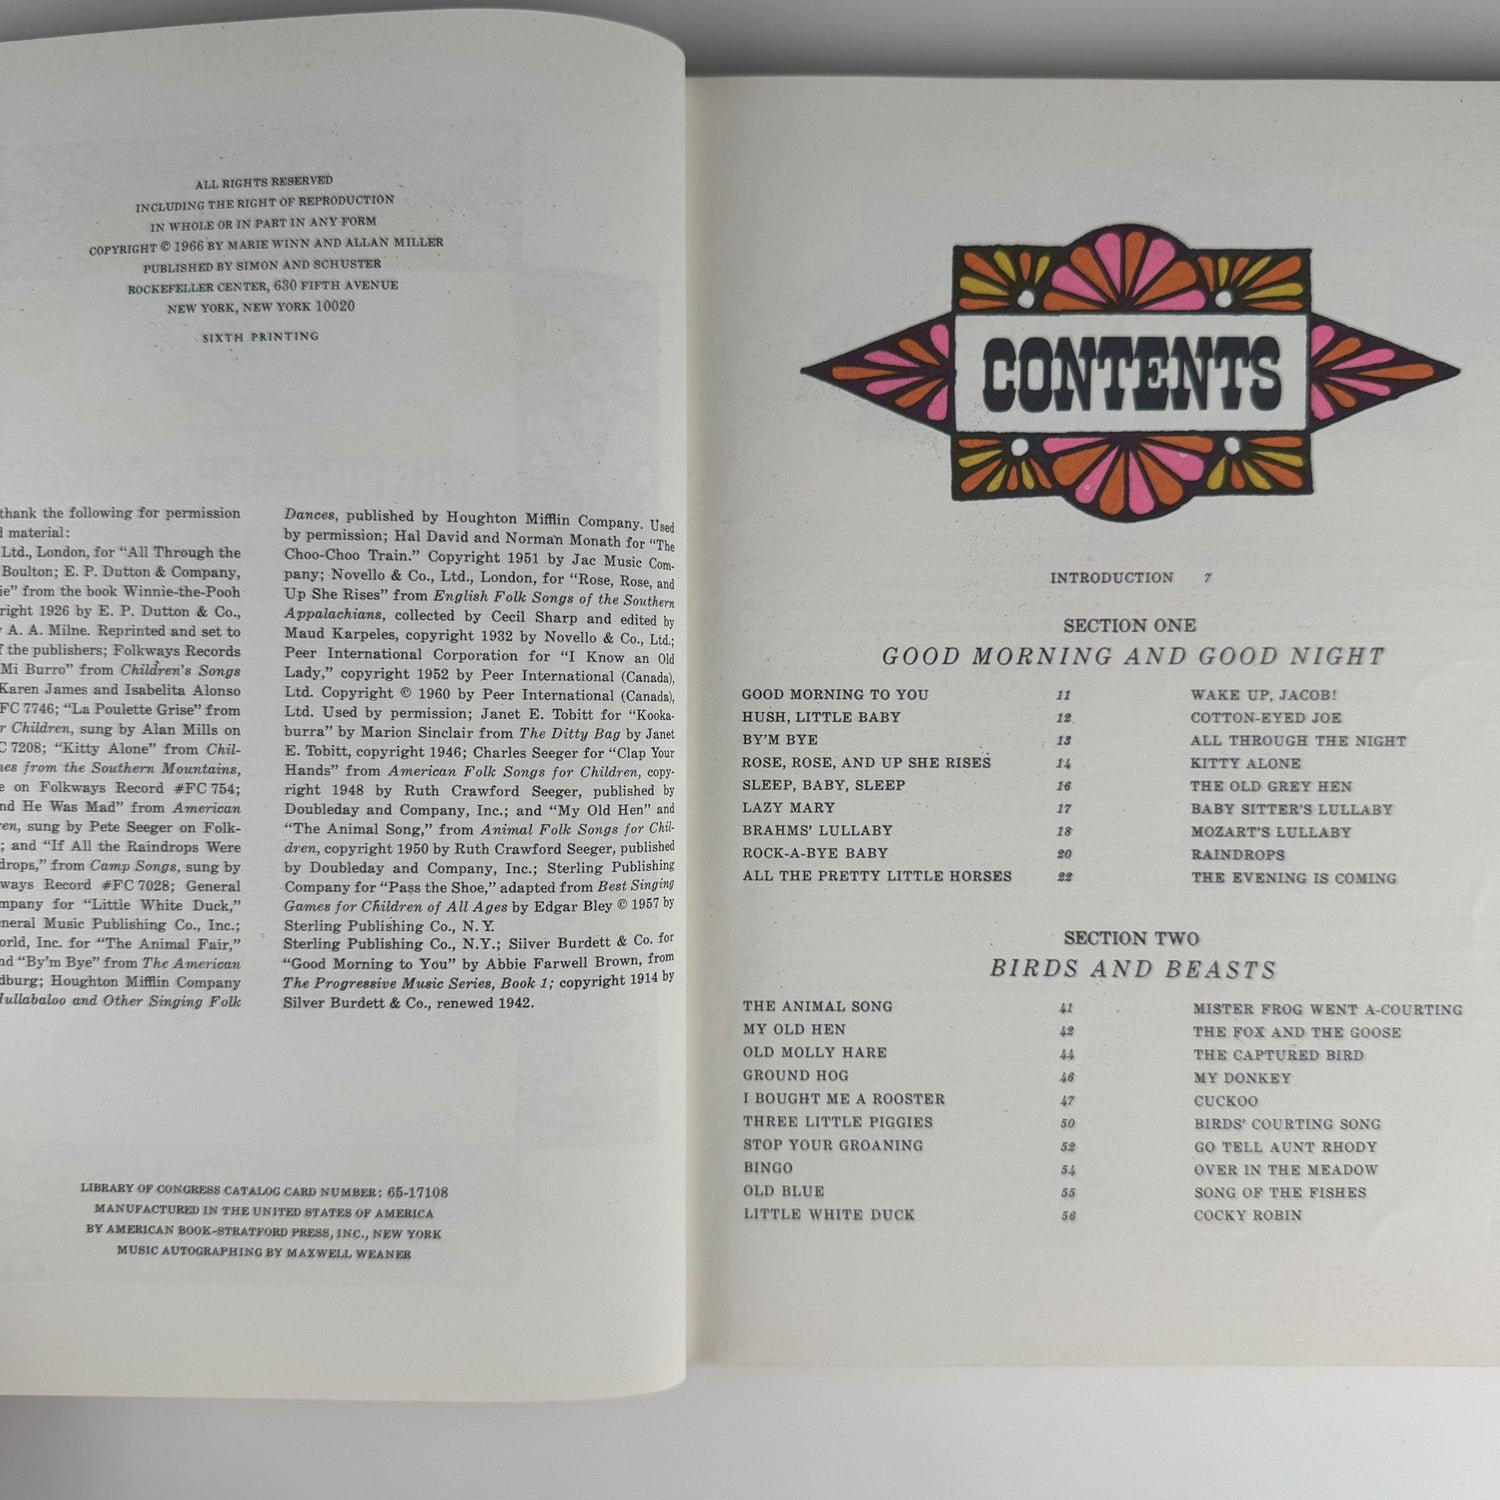 ALL RIGHTS RESERVED
INCLUDING THE RIGHT OF REPRODUCTION
IN WHOLE OR IN PART IN ANY FORM
COPYRIGHT © 1966 BY MARIE WINN AND ALLAN MILLER
PUBLISHED BY SIMON AND SCHUSTER
ROCKEFELLER CENTER, 630 FIFTH AVENUE
NEW YORK, NEW YORK 10020
SIXTH PRINTING
thank the following for permission
material:
Ltd., London, for “All Through the
Boulton; E. P. Dutton & Company,
from the book Winnie-the-Pooh
1926 by E. P. Dutton & Co.,
A. A. Milne. Reprinted and set to
the publishers; Folkways Records
Mi Burro” from Children's Songs
Karen James and Isabelita Alonso
FC 7746; “La Poulette Grise” from
Children, sung by Alan Mills on
7208; “Kitty Alone” from Chil-
from the Southern Mountains,
on Folkways Record #FC 754;
He Was Mad” from American
sung by Pete Seeger on Folk-
; and “If All the Raindrops Were
drops,” from Camp Songs, sung by
ways Record #FC 7028; General
for “Little White Duck,”
Music Publishing Co., Inc.;
Inc. for “The Animal Fair,”
“By'm Bye” from The American
Houghton Mifflin Company
and Other Singing Folk
Dances, published by Houghton Mifflin Company. Used
by permission; Hal David and Norman Monath for “The
Choo-Choo Train.” Copyright 1951 by Jac Music Com-
pany; Novello & Co., Ltd., London, for “Rose, Rose, and
Up She Rises” from English Folk Songs of the Southern
Appalachians, collected by Cecil Sharp and edited by
Maud Karpeles, copyright 1932 by Novello & Co., Ltd.;
Peer International Corporation for “I Know an Old
Lady,” copyright 1952 by Peer International (Canada),
Ltd. Copyright © 1960 by Peer International (Canada),
Ltd. Used by permission; Janet E. Tobitt for “Kooka-
burra” by Marion Sinclair from The Ditty Bag by Janet
E. Tobitt, copyright 1946; Charles Seeger for “Clap Your
Hands” from American Folk Songs for Children, copy-
right 1948 by Ruth Crawford Seeger, published by
Doubleday and Company, Inc.; and “My Old Hen” and
“The Animal Song,” from Animal Folk Songs for Chil-
dren, copyright 1950 by Ruth Crawford Seeger, published
by Doubleday and Company, Inc.; Sterling Publishing
Company for “Pass the Shoe,” adapted from Best Singing
Games for Children of All Ages by Edgar Bley © 1957 by
Sterling Publishing Co., N. Y.
Sterling Publishing Co., N.Y.; Silver Burdett & Co. for
“Good Morning to You” by Abbie Farwell Brown, from
The Progressive Music Series, Book 1; copyright 1914 by
Silver Burdett & Co., renewed 1942.
LIBRARY OF CONGRESS CATALOG CARD NUMBER: 65-17108
MANUFACTURED IN THE UNITED STATES OF AMERICA
BY AMERICAN BOOK–STRATFORD PRESS, INC., NEW YORK
MUSIC AUTOGRAPHING BY MAXWELL WEANER
CONTENTS
INTRODUCTION 7
SECTION ONE
GOOD MORNING AND GOOD NIGHT
GOOD MORNING TO YOU 11 WAKE UP, JACOB!
HUSH, LITTLE BABY 12 COTTON-EYED JOE
BY'M BYE 13 ALL THROUGH THE NIGHT
ROSE, ROSE, AND UP SHE RISES 14 KITTY ALONE
SLEEP, BABY, SLEEP 16 THE OLD GREY HEN
LAZY MARY 17 BABY SITTER'S LULLABY
BRAHMS' LULLABY 18 MOZART'S LULLABY
ROCK-A-BYE BABY 20 RAINDROPS
ALL THE PRETTY LITTLE HORSES 22 THE EVENING IS COMING
SECTION TWO
BIRDS AND BEASTS
THE ANIMAL SONG 41 MISTER FROG WENT A-COURTING
MY OLD HEN 42 THE FOX AND THE GOOSE
OLD MOLLY HARE 44 THE CAPTURED BIRD
GROUND HOG 46 MY DONKEY
I BOUGHT ME A ROOSTER 47 CUCKOO
THREE LITTLE PIGGIES 50 BIRDS' COURTING SONG
STOP YOUR GROANING 52 GO TELL AUNT RHODY
BINGO 54 OVER IN THE MEADOW
OLD BLUE 55 SONG OF THE FISHES
LITTLE WHITE DUCK 56 COCKY ROBIN